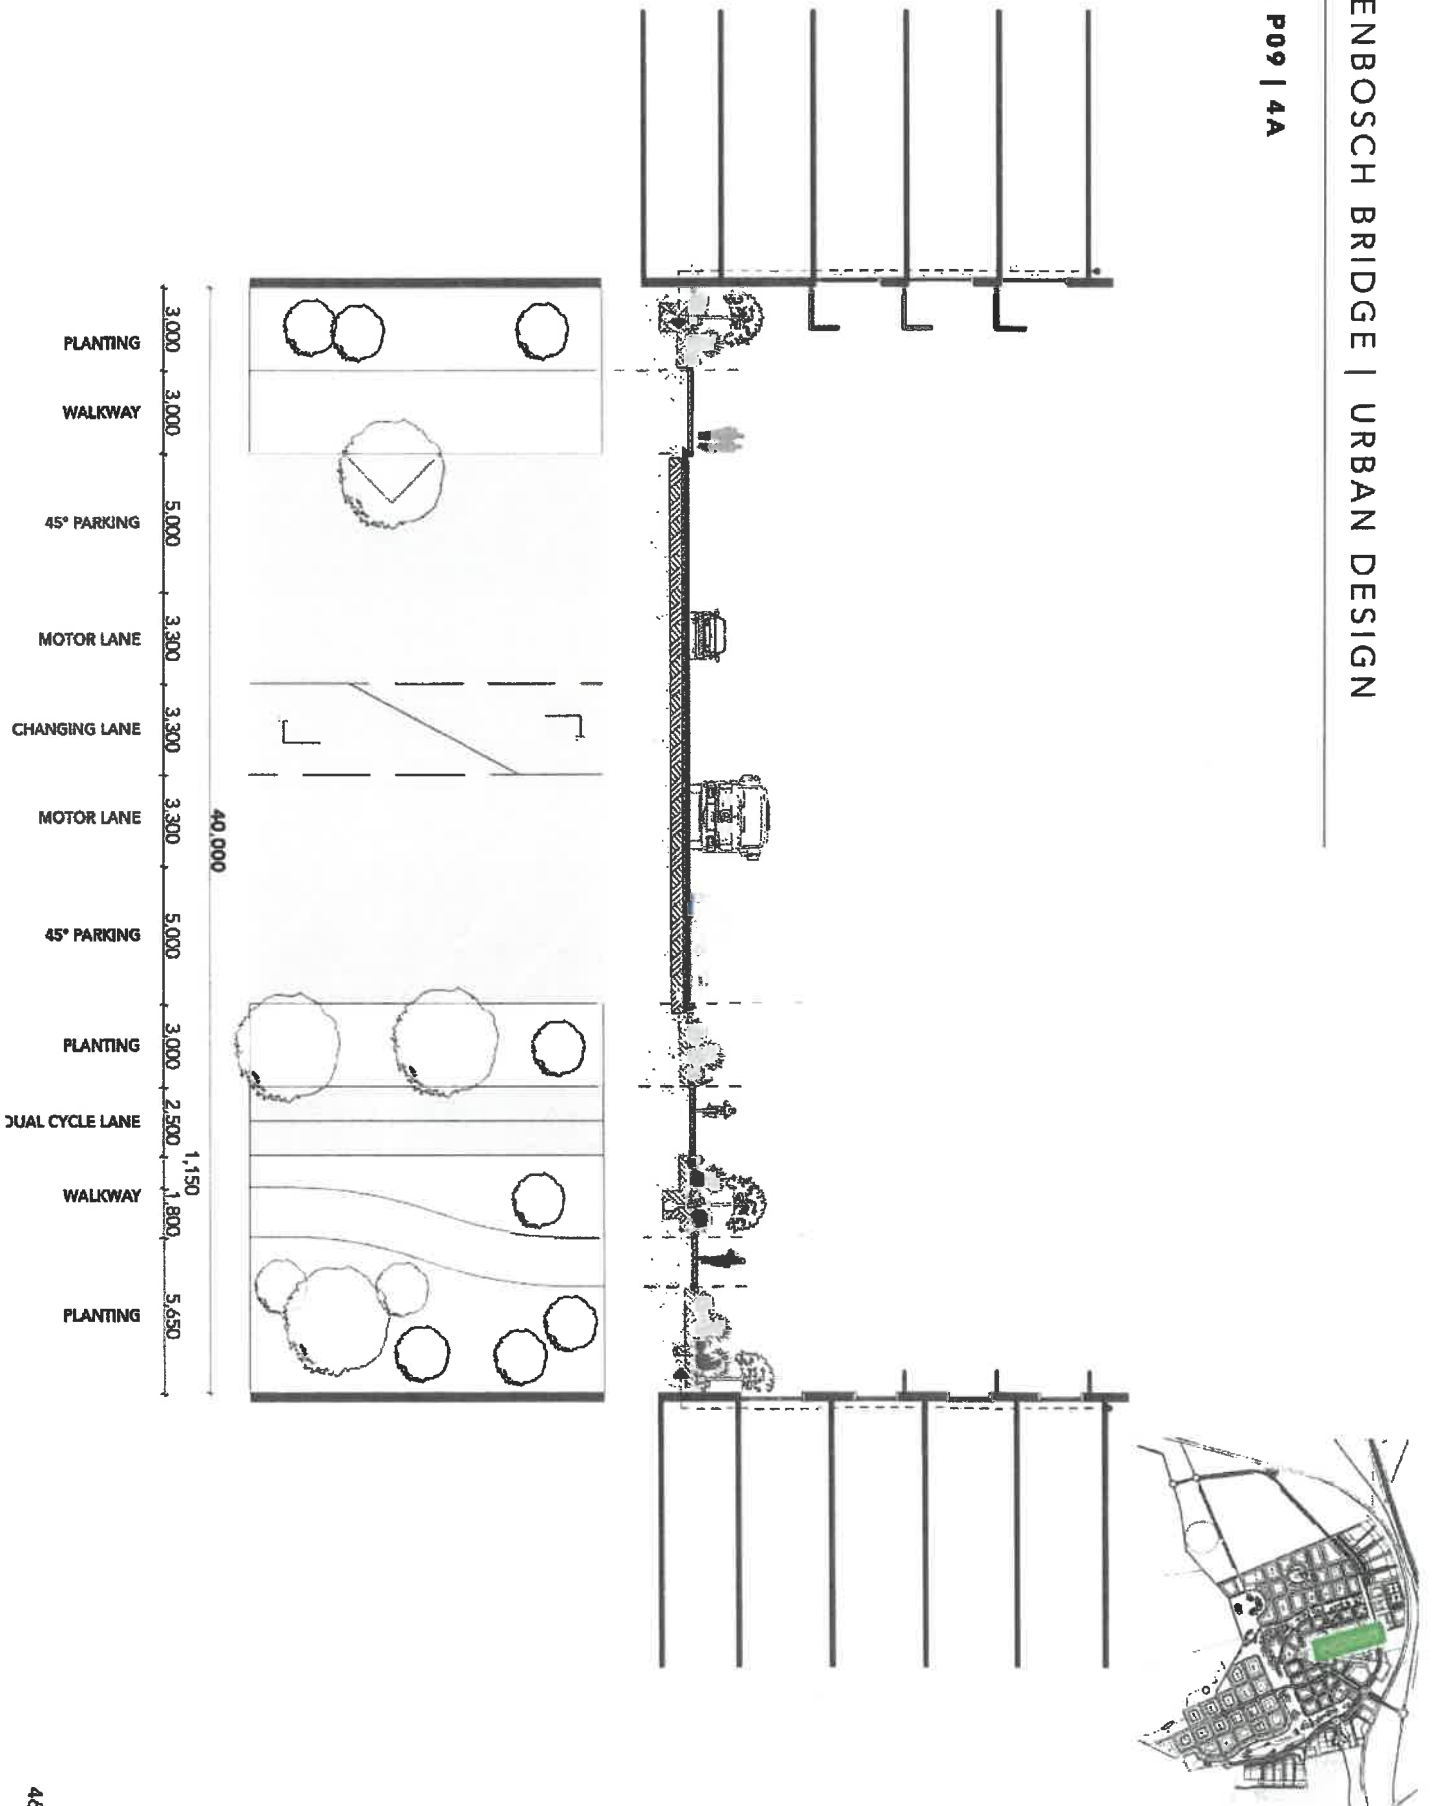 ENBOSCH BRIDGE | URBAN DESIGN
P09 | 4A
40,000
3,000
3,000
5,000
3,300
3,300
3,300
5,000
3,000
2,500
1,150
1,800
5,650
PLANTING
WALKWAY
45° PARKING
MOTOR LANE
CHANGING LANE
MOTOR LANE
45° PARKING
PLANTING
DUAL CYCLE LANE
WALKWAY
PLANTING